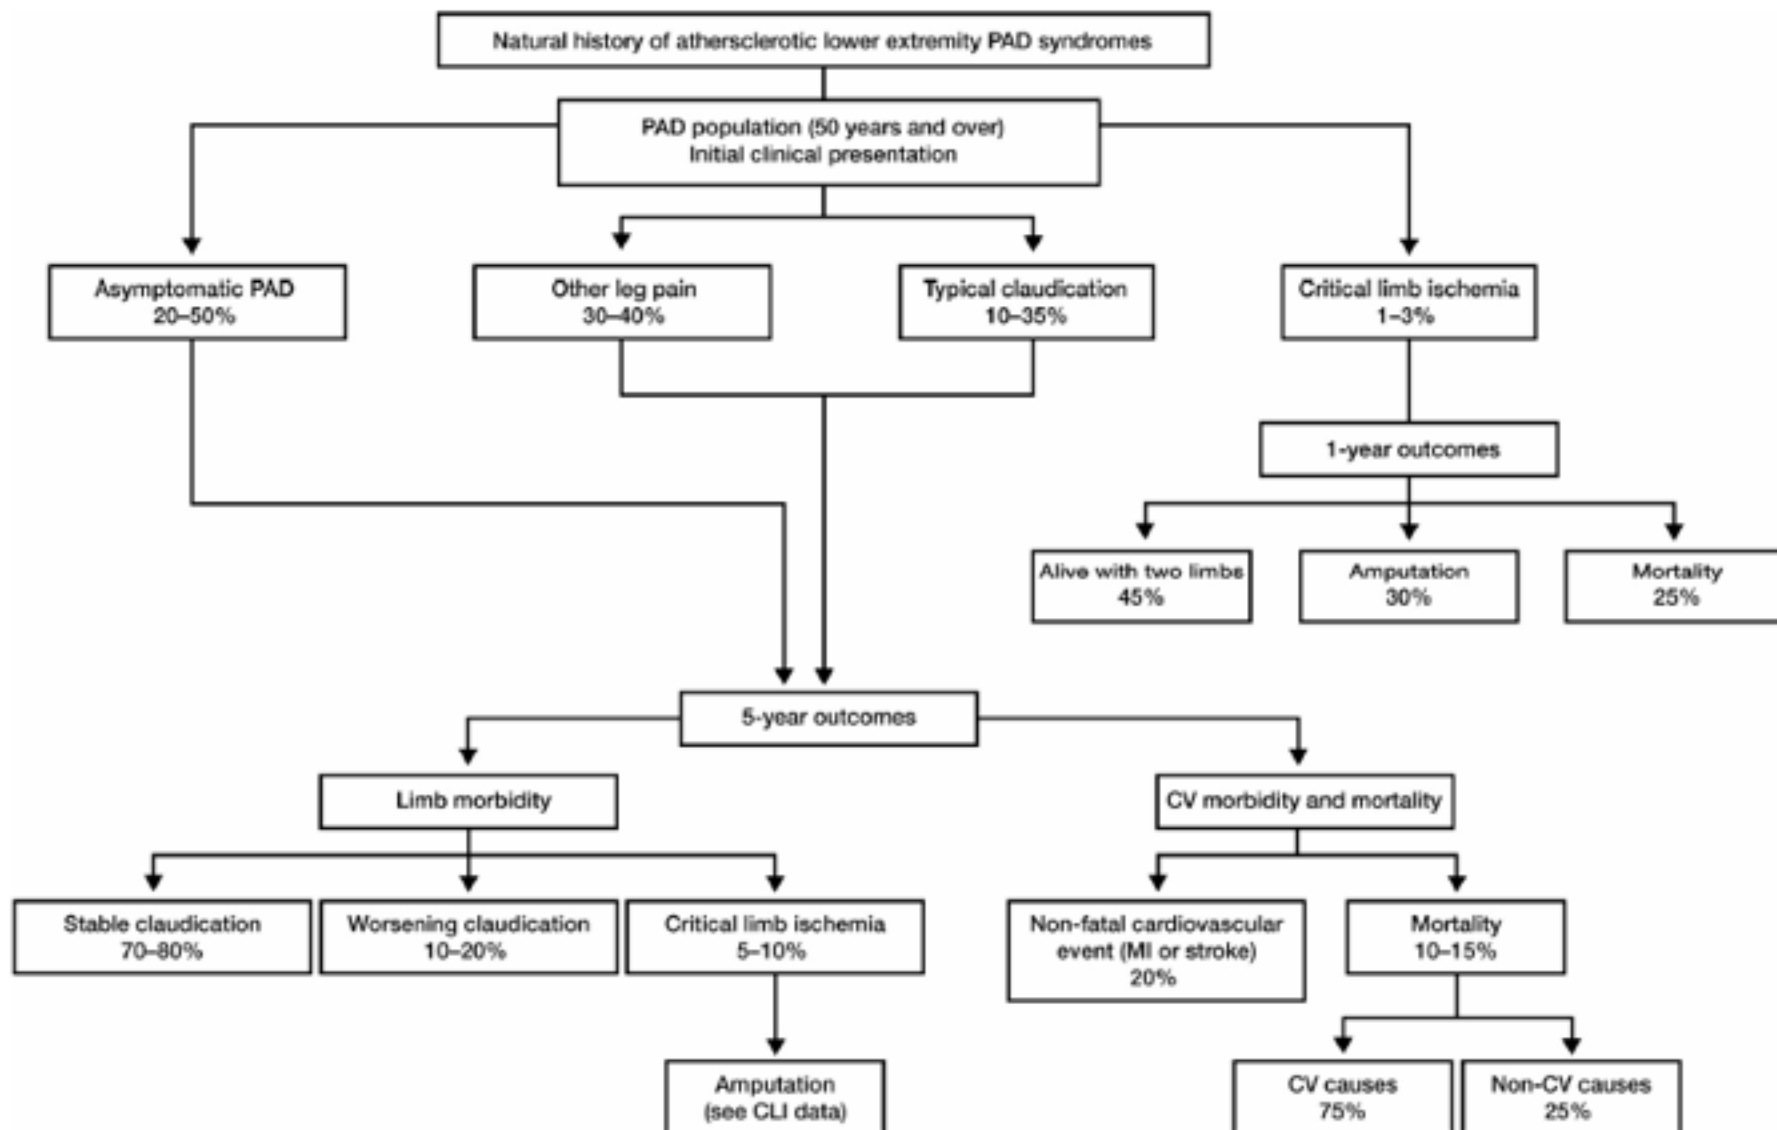 Natural history of athersclerotic lower extremity PAD syndromes
PAD population (50 years and over)
Initial clinical presentation
Asymptomatic PAD
20–50%
Other leg pain
30–40%
Typical claudication
10–35%
Critical limb ischemia
1–3%
1-year outcomes
Alive with two limbs
45%
Amputation
30%
Mortality
25%
5-year outcomes
Limb morbidity
CV morbidity and mortality
Stable claudication
70–80%
Worsening claudication
10–20%
Critical limb ischemia
5–10%
Non-fatal cardiovascular
event (MI or stroke)
20%
Mortality
10–15%
Amputation
(see CLI data)
CV causes
75%
Non-CV causes
25%